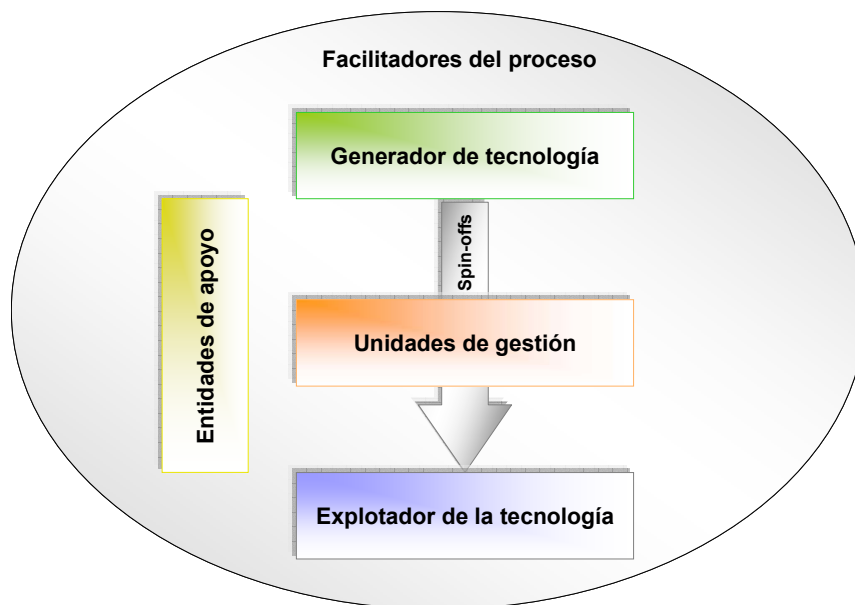 Facilitadores del proceso
Generador de tecnología
Spin-offs
Entidades de apoyo
Unidades de gestión
Explotador de la tecnología